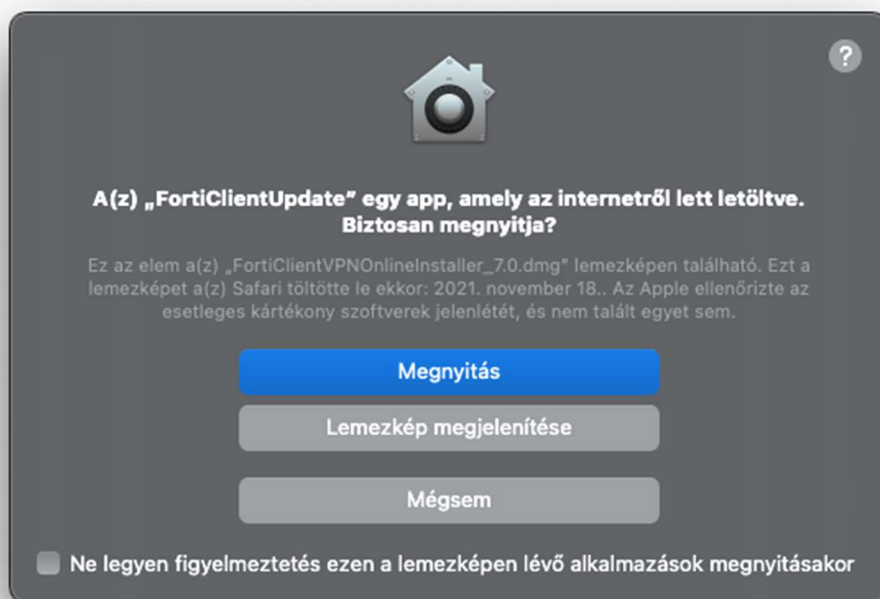 ?
A(z) „FortiClientUpdate” egy app, amely az internetről lett letöltve.
Biztosan megnyitja?
Ez az elem a(z) „FortiClientVPNOnlineInstaller_7.0.dmg” lemezképen található. Ezt a
lemezképet a(z) Safari töltötte le ekkor: 2021. november 18.. Az Apple ellenőrizte az
esetleges kártékony szoftverek jelenlétét, és nem talált egyet sem.
Megnyitás
Lemezkép megjelenítése
Mégsem
Ne legyen figyelmeztetés ezen a lemezképen lévő alkalmazások megnyitásakor